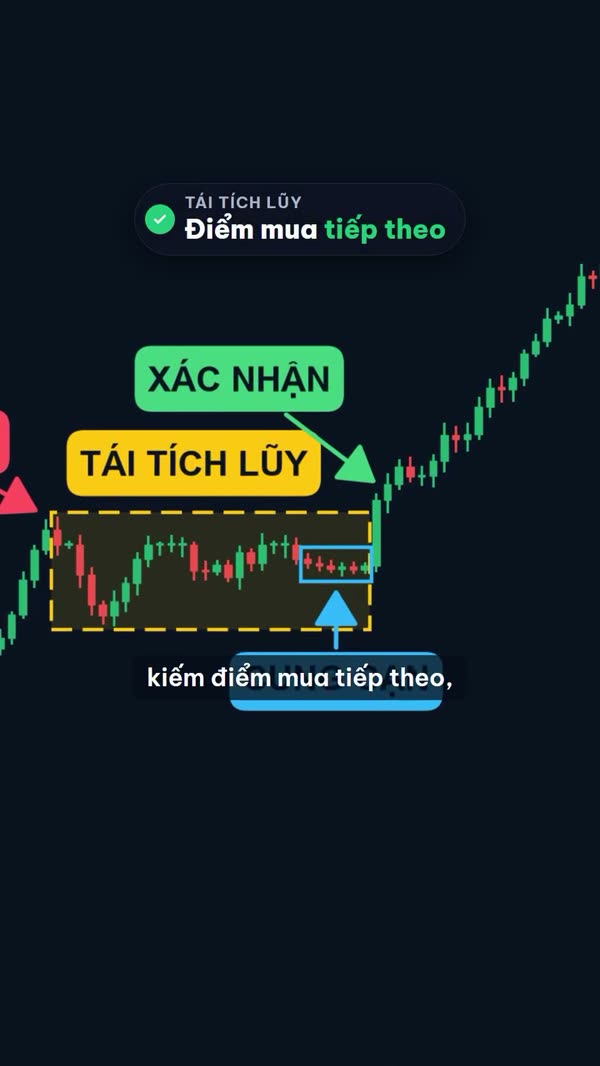 TÁI TÍCH LŨY
Điểm mua tiếp theo
XÁC NHẬN
TÁI TÍCH LŨY
kiếm điểm mua tiếp theo,